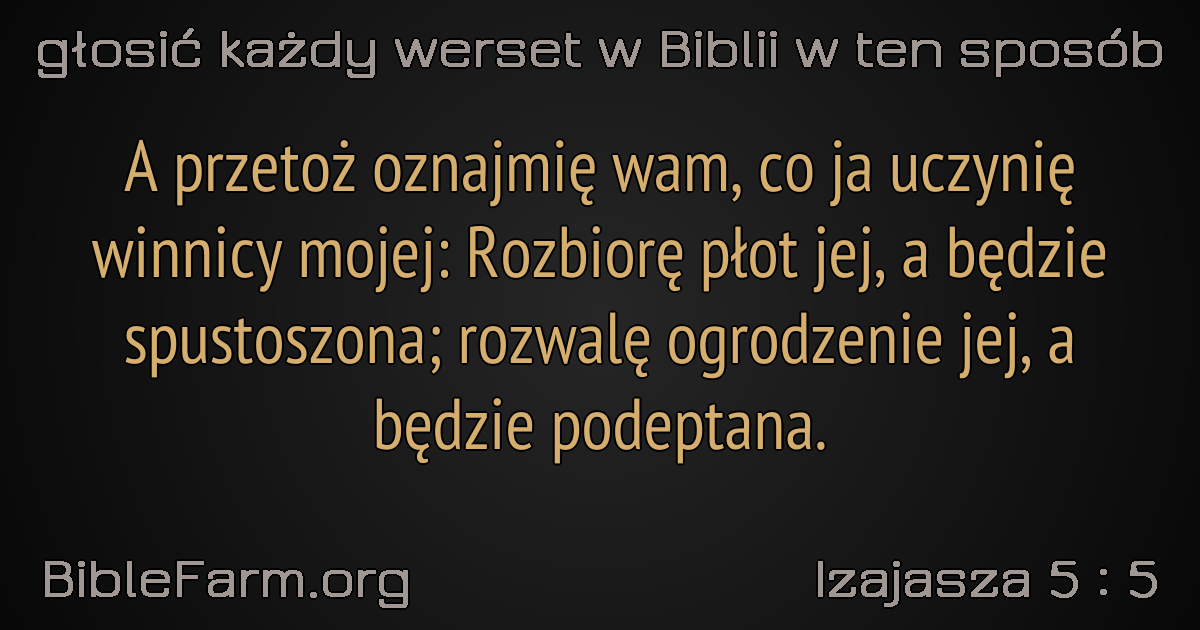 głosić każdy werset w Biblii w ten sposób
A przetoż oznajmię wam, co ja uczynię
winnicy mojej: Rozbiorę płot jej, a będzie
spustoszona; rozwalę ogrodzenie jej, a
będzie podeptana.
BibleFarm.org
Izajasza 5 : 5